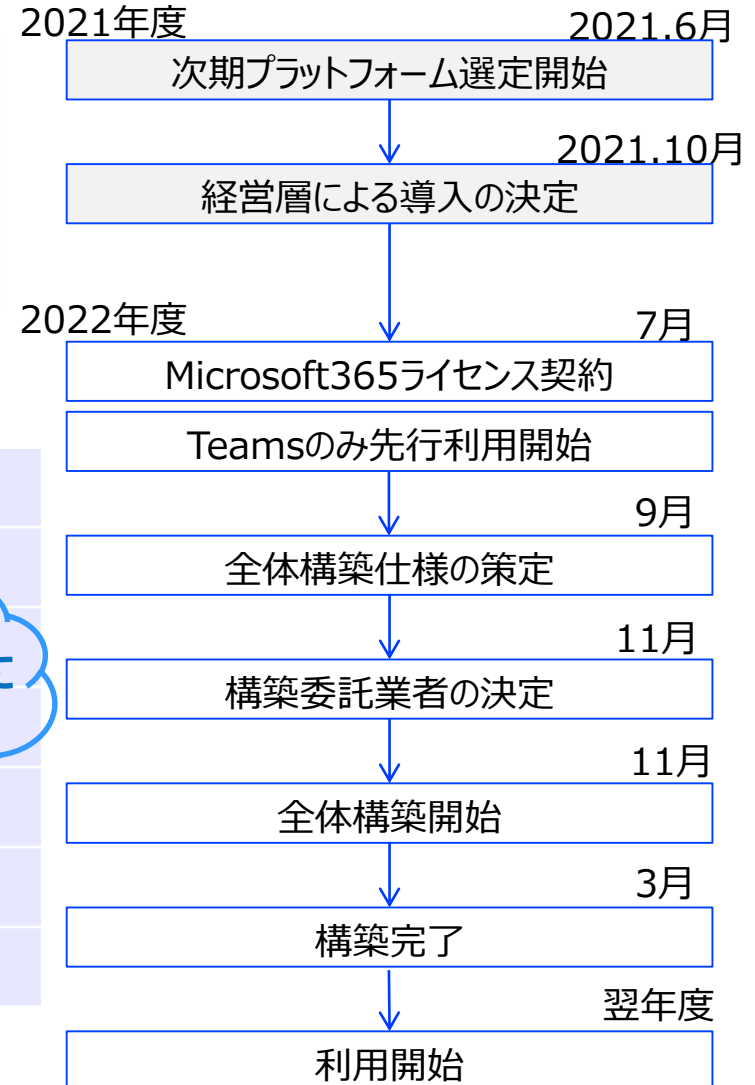 2021年度
2021.6月
次期プラットフォーム選定開始
2021.10月
経営層による導入の決定
2022年度
7月
Microsoft365ライセンス契約
Teamsのみ先行利用開始
9月
全体構築仕様の策定
11月
構築委託業者の決定
11月
全体構築開始
3月
構築完了
翌年度
利用開始